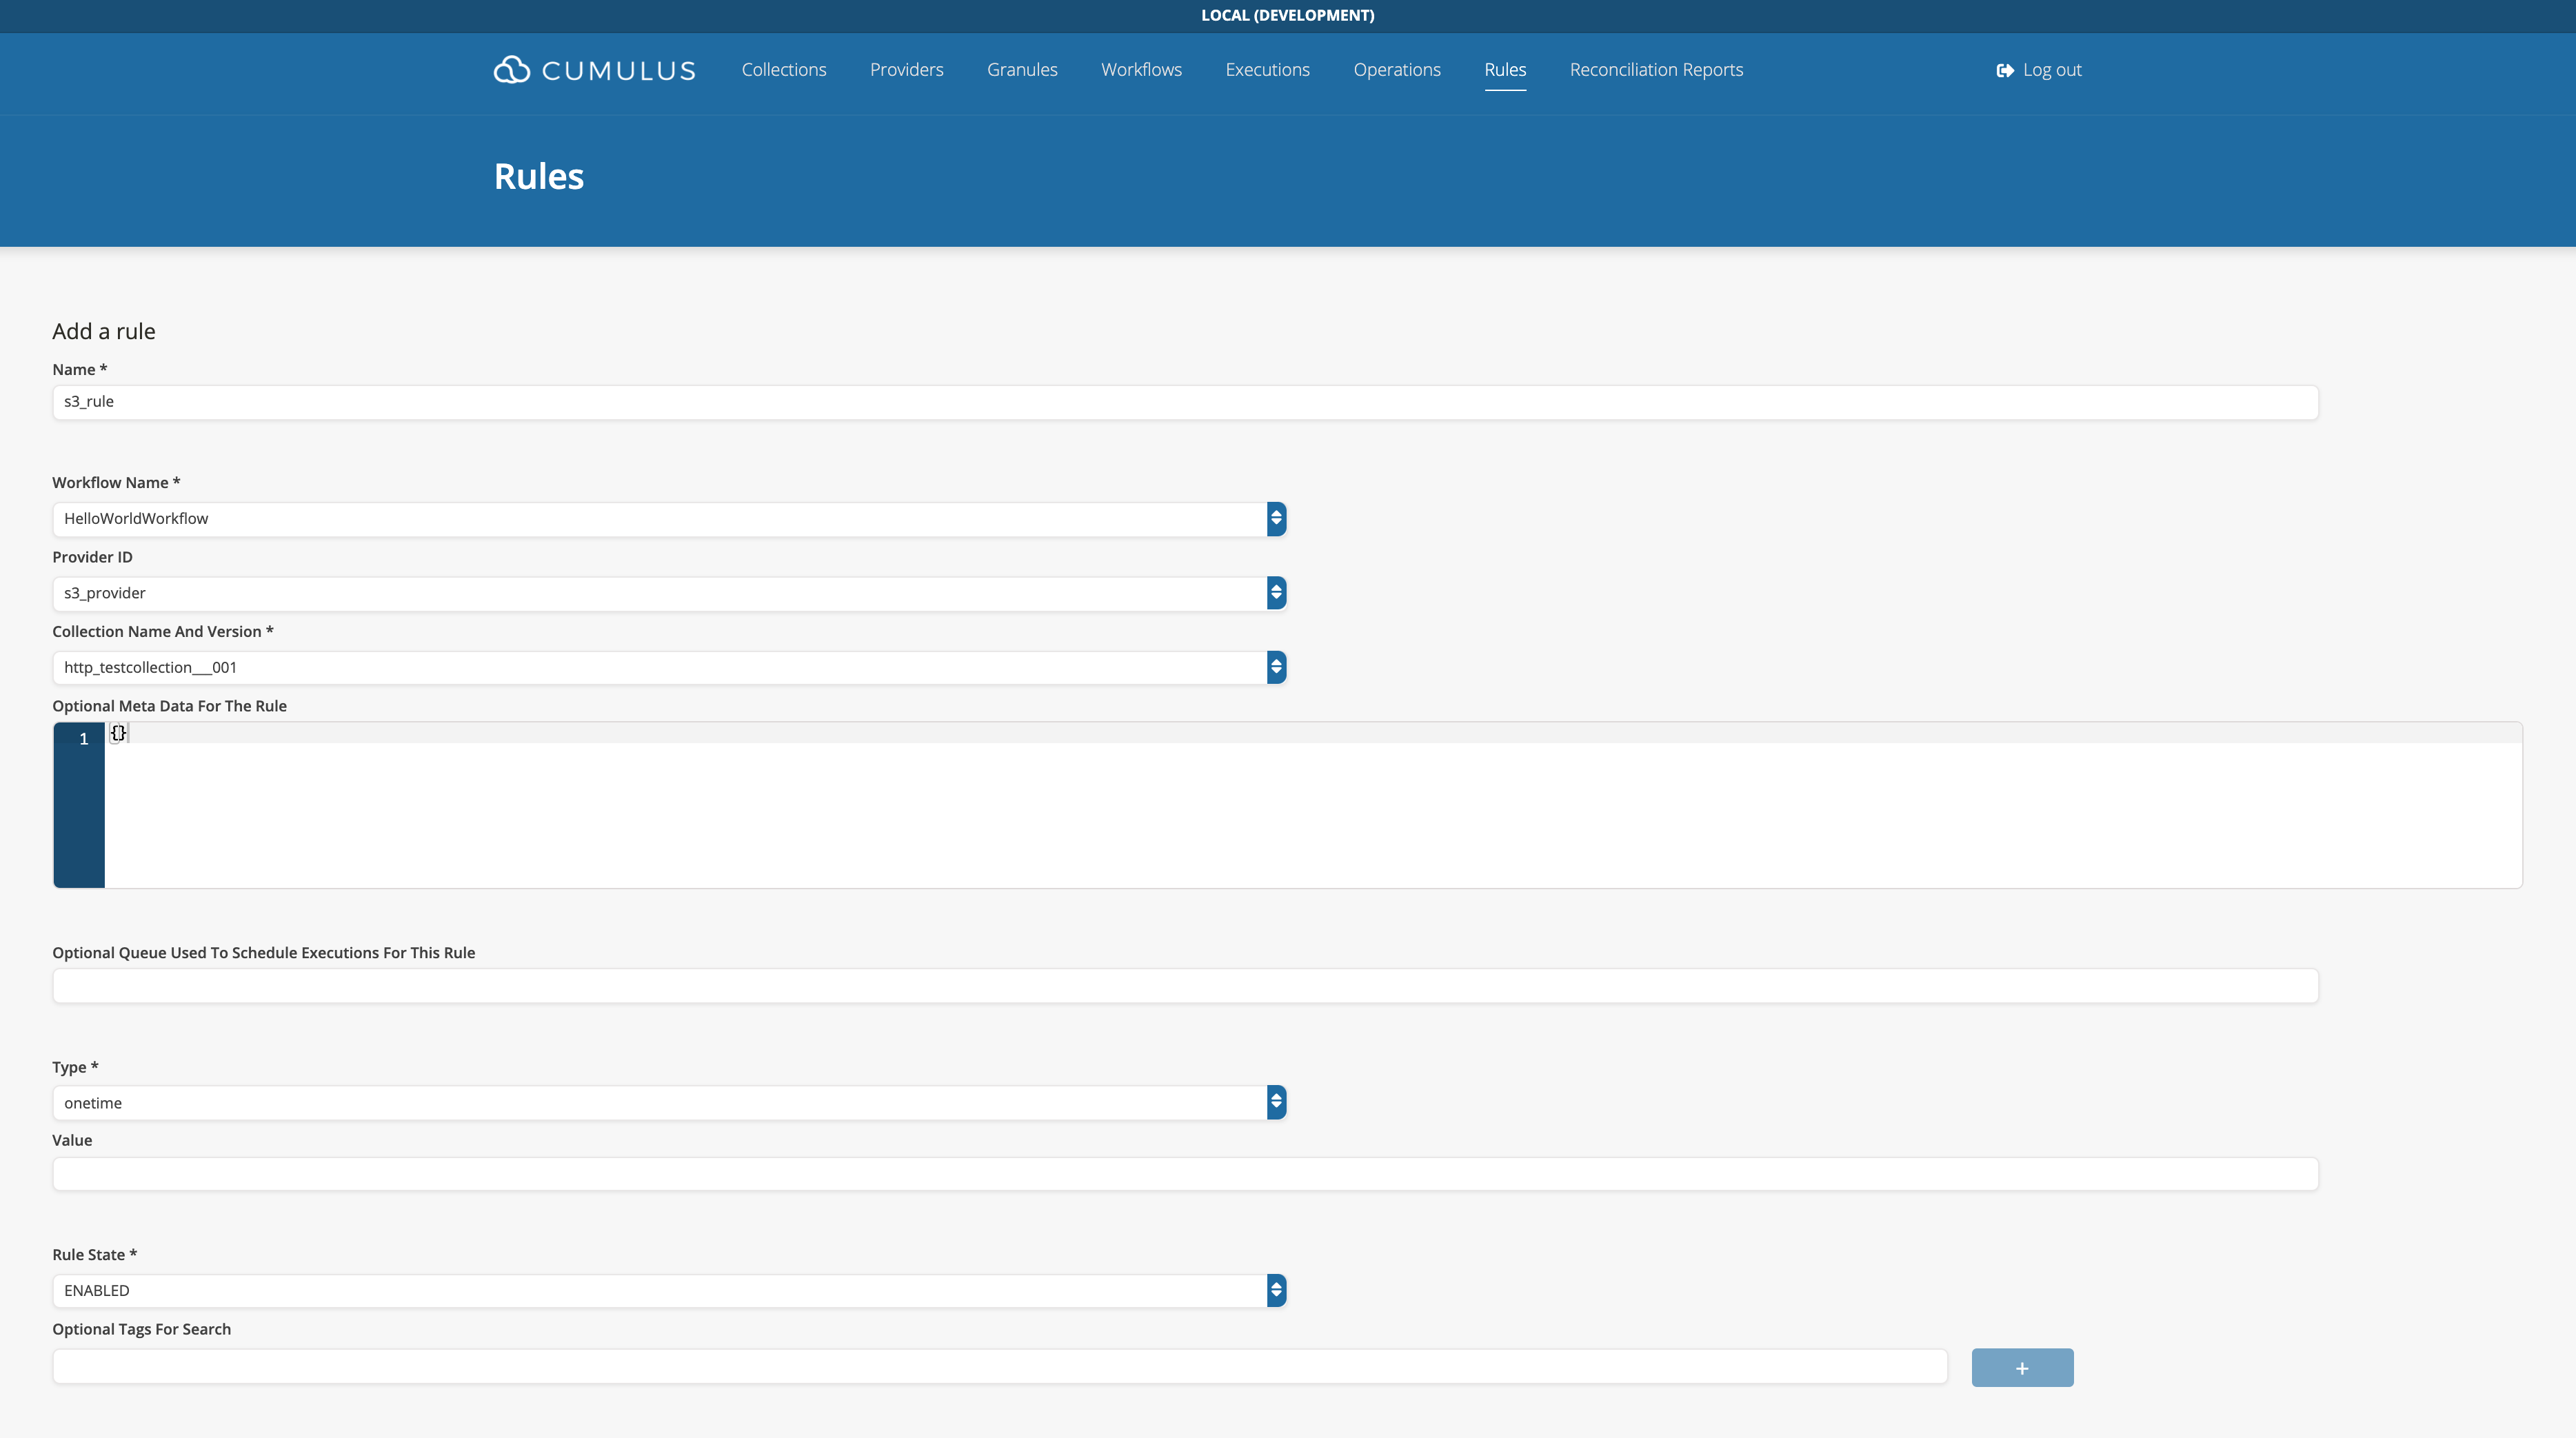 LOCAL (DEVELOPMENT)
CUMULUS Collections Providers Granules Workflows Executions Operations Rules Reconciliation Reports Log out
Rules
Add a rule
Name *
s3_rule
Workflow Name *
HelloWorldWorkflow
Provider ID
s3_provider
Collection Name And Version *
http_testcollection___001
Optional Meta Data For The Rule
1 {}
Optional Queue Used To Schedule Executions For This Rule
Type *
onetime
Value
Rule State *
ENABLED
Optional Tags For Search
+